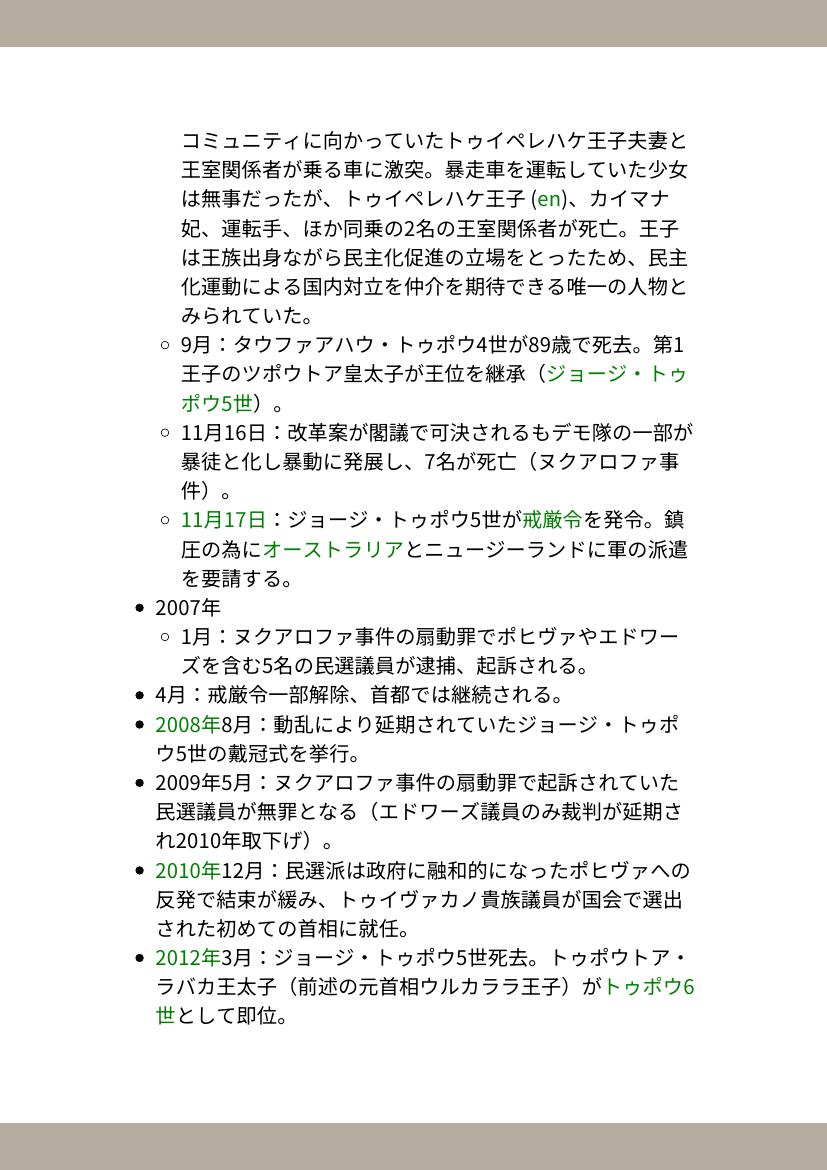 コミュニティに向かっていたトゥイペレハケ王子夫妻と
王室関係者が乗る車に激突。暴走車を運転していた少女
は無事だったが、トゥイペレハケ王子 (en)、カイマナ
妃、運転手、ほか同乗の2名の王室関係者が死亡。王子
は王族出身ながら民主化促進の立場をとったため、民主
化運動による国内対立を仲介を期待できる唯一の人物と
みられていた。
9月：タウファアハウ・トゥポウ4世が89歳で死去。第1
王子のツポウトア皇太子が王位を継承（ジョージ・トゥ
ポウ5世）。
11月16日：改革案が閣議で可決されるもデモ隊の一部が
暴徒と化し暴動に発展し、7名が死亡（ヌクアロファ事
件）。
11月17日：ジョージ・トゥポウ5世が戒厳令を発令。鎮
圧の為にオーストラリアとニュージーランドに軍の派遣
を要請する。
2007年
1月：ヌクアロファ事件の扇動罪でポヒヴァやエドワー
ズを含む5名の民選議員が逮捕、起訴される。
4月：戒厳令一部解除、首都では継続される。
2008年8月：動乱により延期されていたジョージ・トゥポ
ウ5世の戴冠式を挙行。
2009年5月：ヌクアロファ事件の扇動罪で起訴されていた
民選議員が無罪となる（エドワーズ議員のみ裁判が延期さ
れ2010年取下げ）。
2010年12月：民選派は政府に融和的になったポヒヴァへの
反発で結束が緩み、トゥイヴァカノ貴族議員が国会で選出
された初めての首相に就任。
2012年3月：ジョージ・トゥポウ5世死去。トゥポウトア・
ラバカ王太子（前述の元首相ウルカララ王子）がトゥポウ6
世として即位。